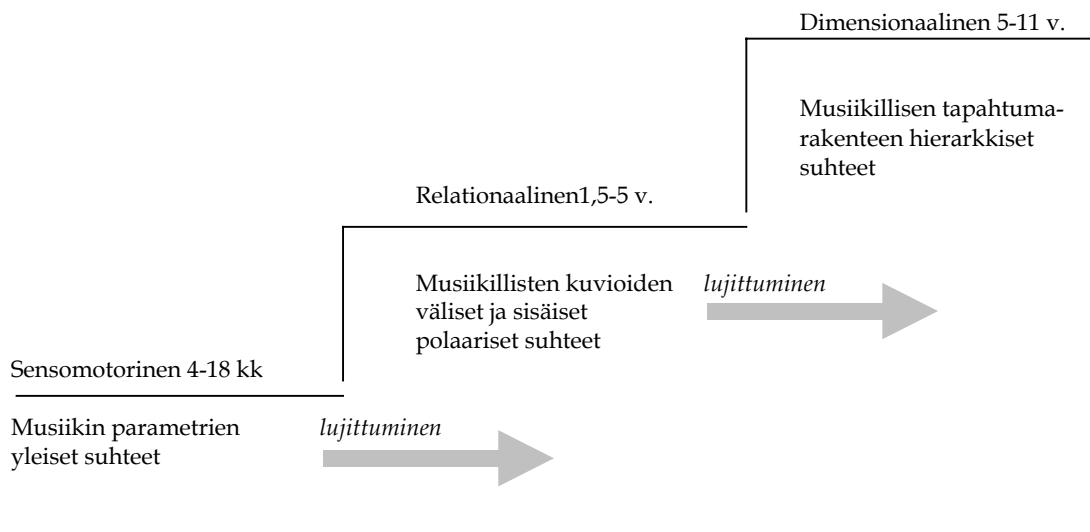 Dimensionaalinen 5-11 v.
Musiikillisen tapahtuma-
rakenteen hierarkkiset
suhteet
Relationaalinen1,5-5 v.
Musiikillisten kuvioiden
väliset ja sisäiset
polaariset suhteet
lujittuminen
Sensomotorinen 4-18 kk
Musiikin parametrien
yleiset suhteet
lujittuminen